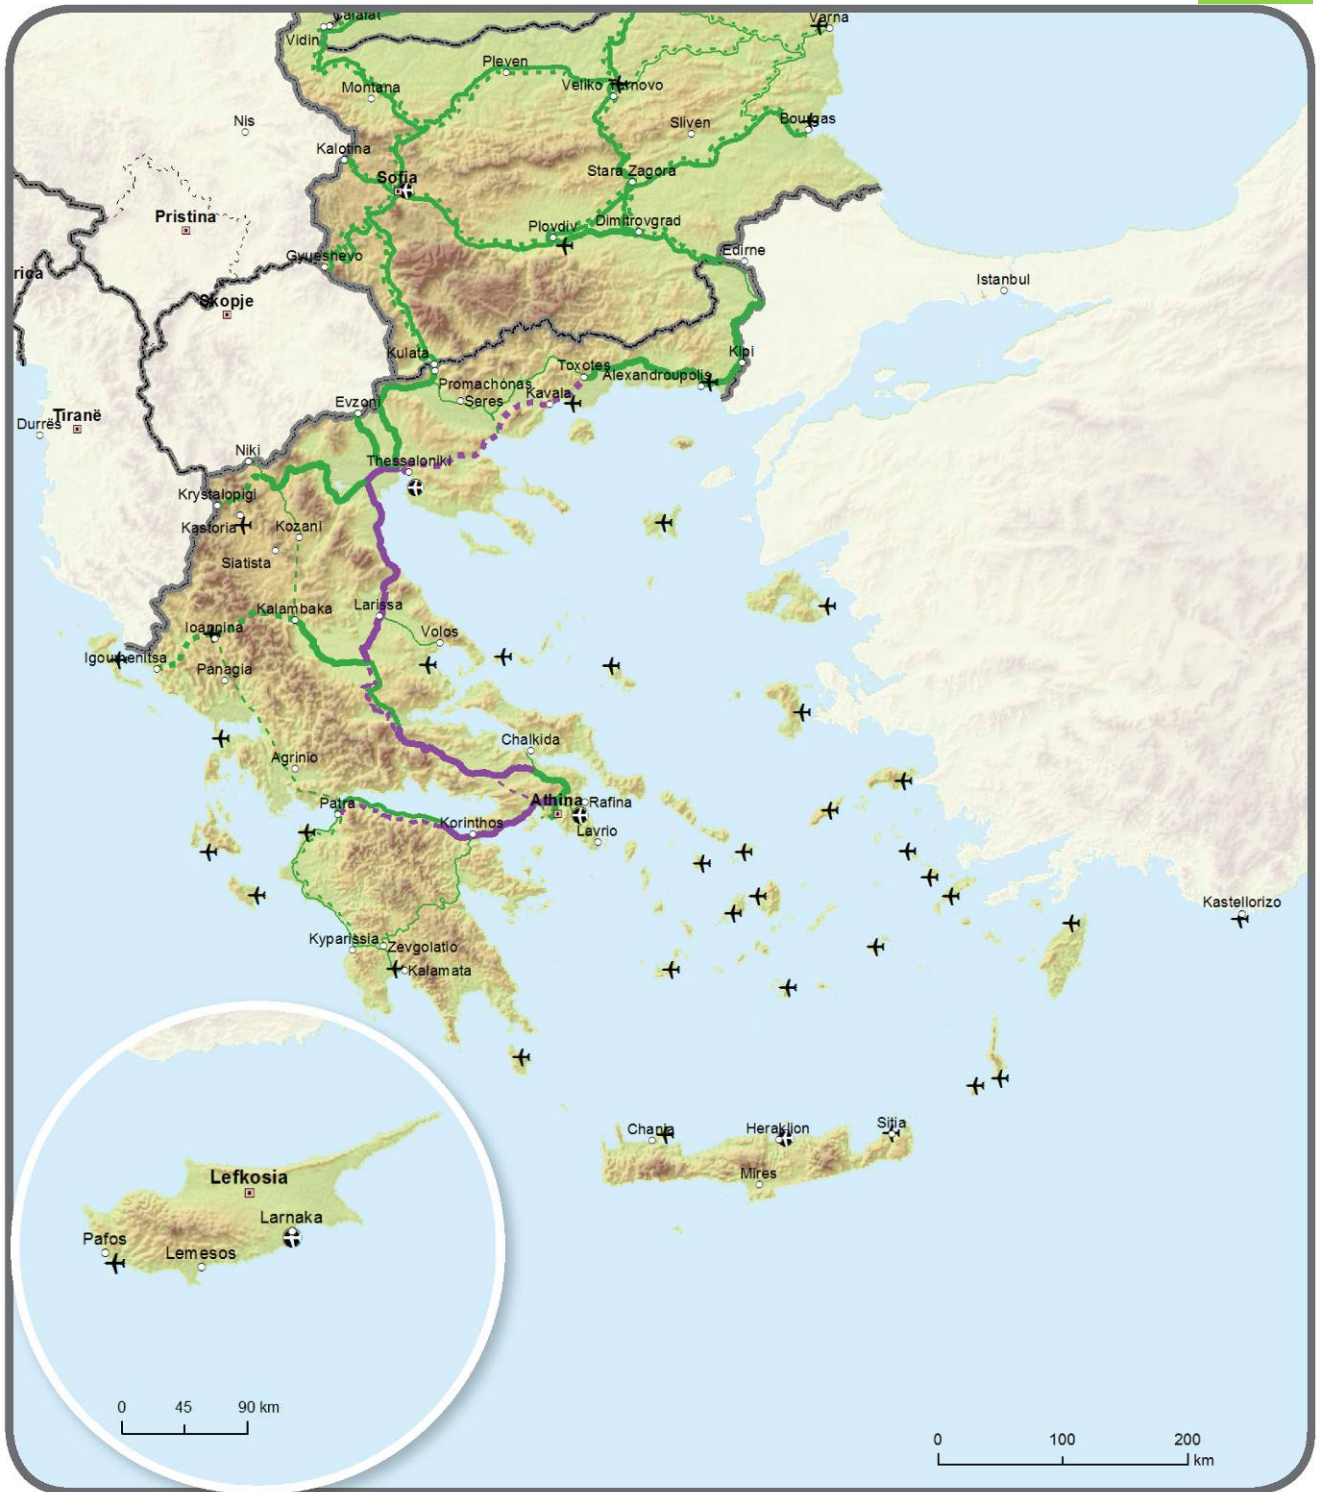 Calafat
Varna
Vidin
Pleven
Montana
Veliko Tarnovo
Nis
Sliven
Bourgas
Kalotina
Sofia
Stara Zagora
Pristina
Plovdiv
Dimitrovgrad
Gyueshevo
Edirne
rica
Istanbul
Skopje
Kulata
Kipi
Toxotes
Alexandroupolis
Promachonas
Seres
Kavala
Evzoni
Tiranë
Durrës
Niki
Thessaloniki
Krystalopigi
Kastoria
Kozani
Siatista
Kalambaka
Larissa
Ioannina
Volos
Igoumenitsa
Panagia
Chalkida
Agrinio
Patra
Athina
Rafina
Korinthos
Lavrio
Kastellorizo
Kyparissia
Zevgolatio
Kalamata
Chania
Heraklion
Sitia
Mires
Lefkosia
Larnaka
Pafos
Lemesos
0 45 90 km
0 100 200
km